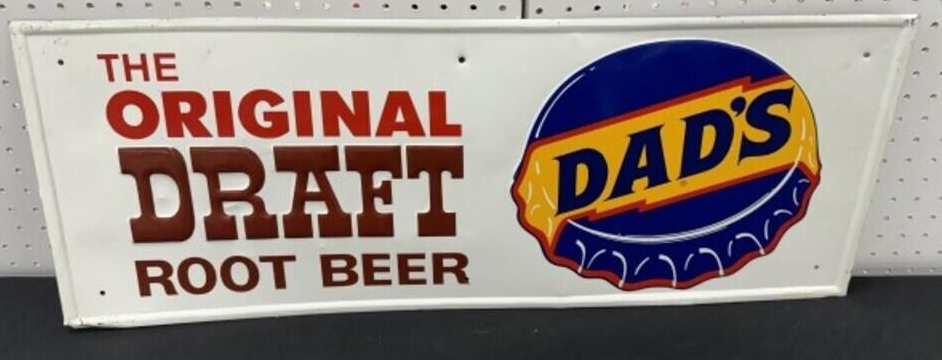 THE
ORIGINAL
DRAFT
ROOT BEER
DAD'S